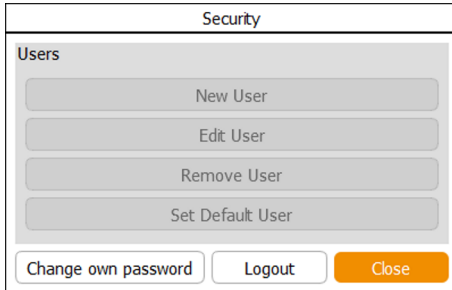 Security
Users
New User
Edit User
Remove User
Set Default User
Change own password Logout Close